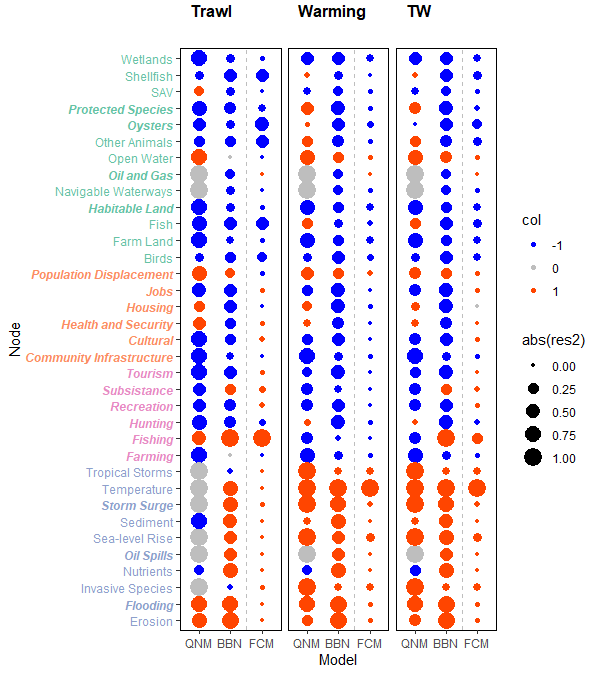 Trawl Warming TW
Wetlands
Shellfish
SAV
Protected Species
Oysters
Other Animals
Open Water
Oil and Gas
Navigable Waterways
Habitable Land
Fish
Farm Land
Birds
Population Displacement
Jobs
Housing
Health and Security
Cultural
Community Infrastructure
Tourism
Subsistance
Recreation
Hunting
Fishing
Farming
Tropical Storms
Temperature
Storm Surge
Sediment
Sea-level Rise
Oil Spills
Nutrients
Invasive Species
Flooding
Erosion
Node
QNM BBN FCM QNM BBN FCM QNM BBN FCM
Model
col
-1
0
1
abs(res2)
0.00
0.25
0.50
0.75
1.00